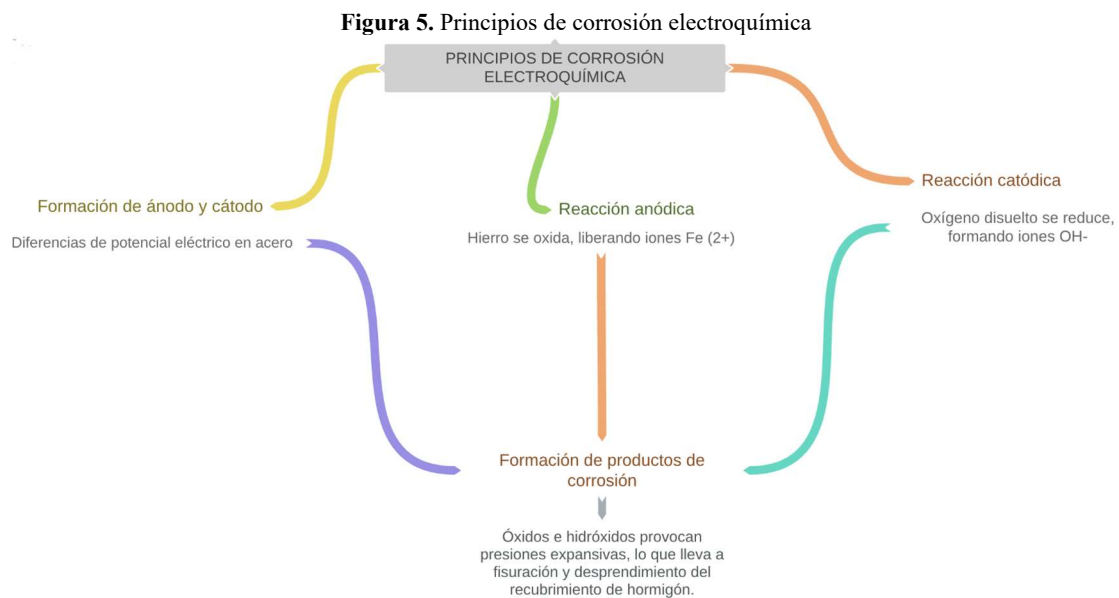 Figura 5. Principios de corrosión electroquímica
PRINCIPIOS DE CORROSIÓN
ELECTROQUÍMICA
Formación de ánodo y cátodo
Diferencias de potencial eléctrico en acero
Reacción anódica
Hierro se oxida, liberando iones Fe (2+)
Reacción catódica
Oxígeno disuelto se reduce,
formando iones OH-
Formación de productos de
corrosión
Óxidos e hidróxidos provocan
presiones expansivas, lo que lleva a
fisuración y desprendimiento del
recubrimiento de hormigón.